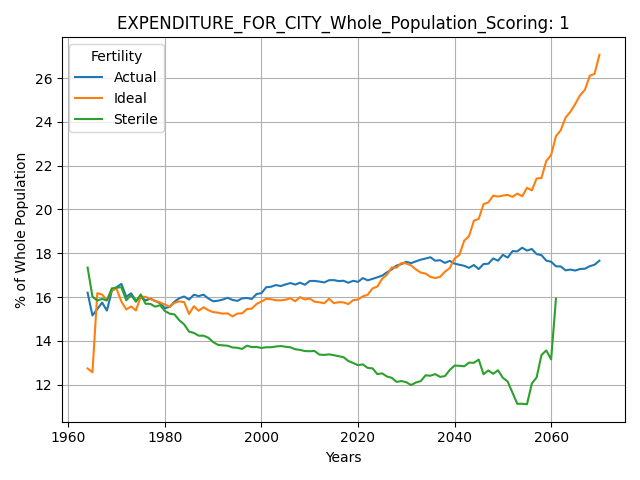 EXPENDITURE_FOR_CITY_Whole_Population_Scoring: 1
Fertility
Actual
Ideal
Sterile
% of Whole Population
26
24
22
20
18
16
14
12
1960 1980 2000 2020 2040 2060
Years